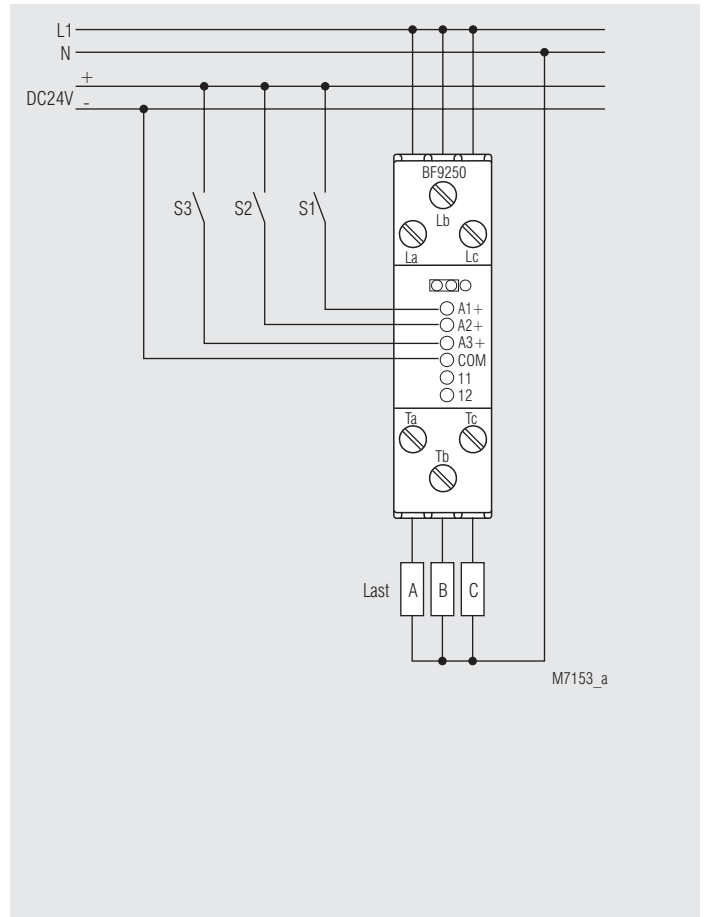 L1
N
+
DC24V -
BF9250
S3 S2 S1
Lb
La Lc
A1+
A2+
A3+
COM
11
12
Ta Tc
Tb
Last A B C
M7153_a